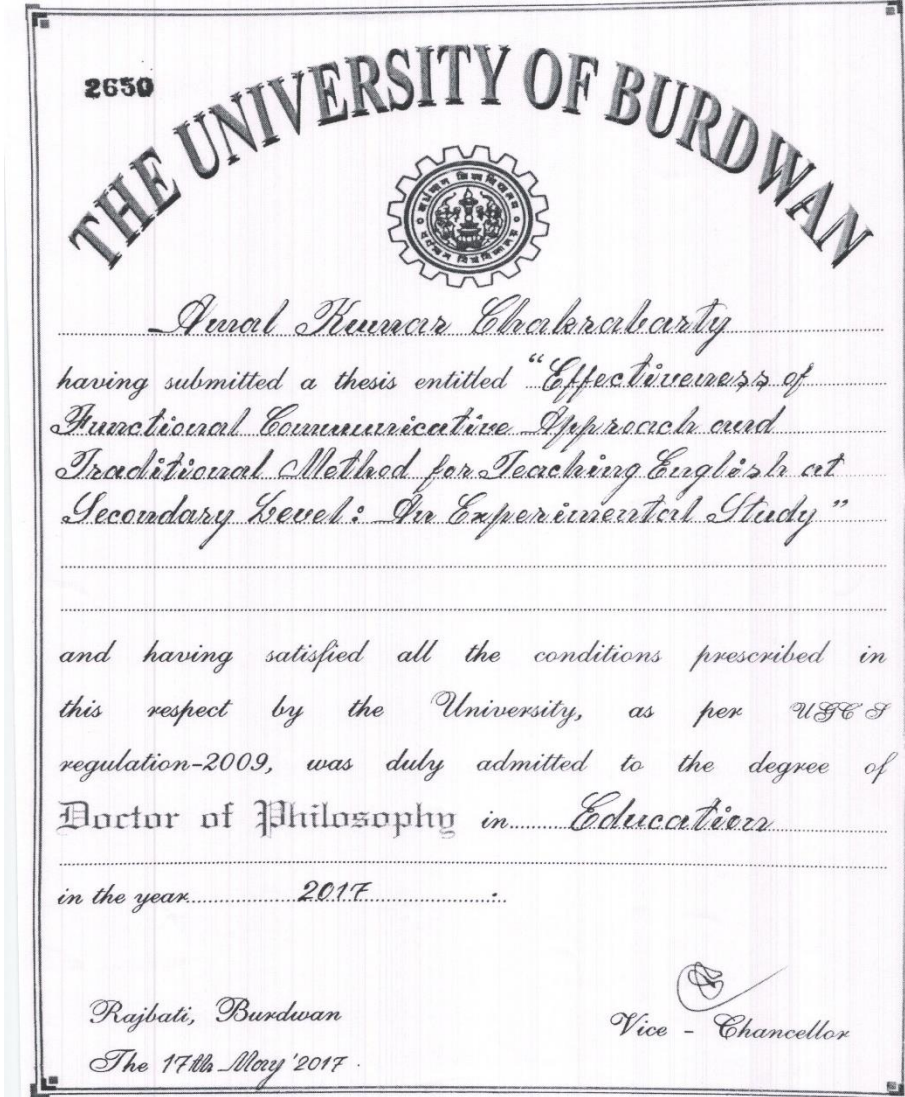 2650
THE UNIVERSITY OF BURDWAN
Amal Kumar Chakrabarty
having submitted a thesis entitled "Effectiveness of
Functional Communicative Approach and
Traditional Method for Teaching English at
Secondary Level: An Experimental Study"
and having satisfied all the conditions prescribed in
this respect by the University, as per UGC'S
regulation-2009, was duly admitted to the degree of
Doctor of Philosophy in Education
in the year 2017.
Rajbati, Burdwan
Vice - Chancellor
The 17th May '2017.